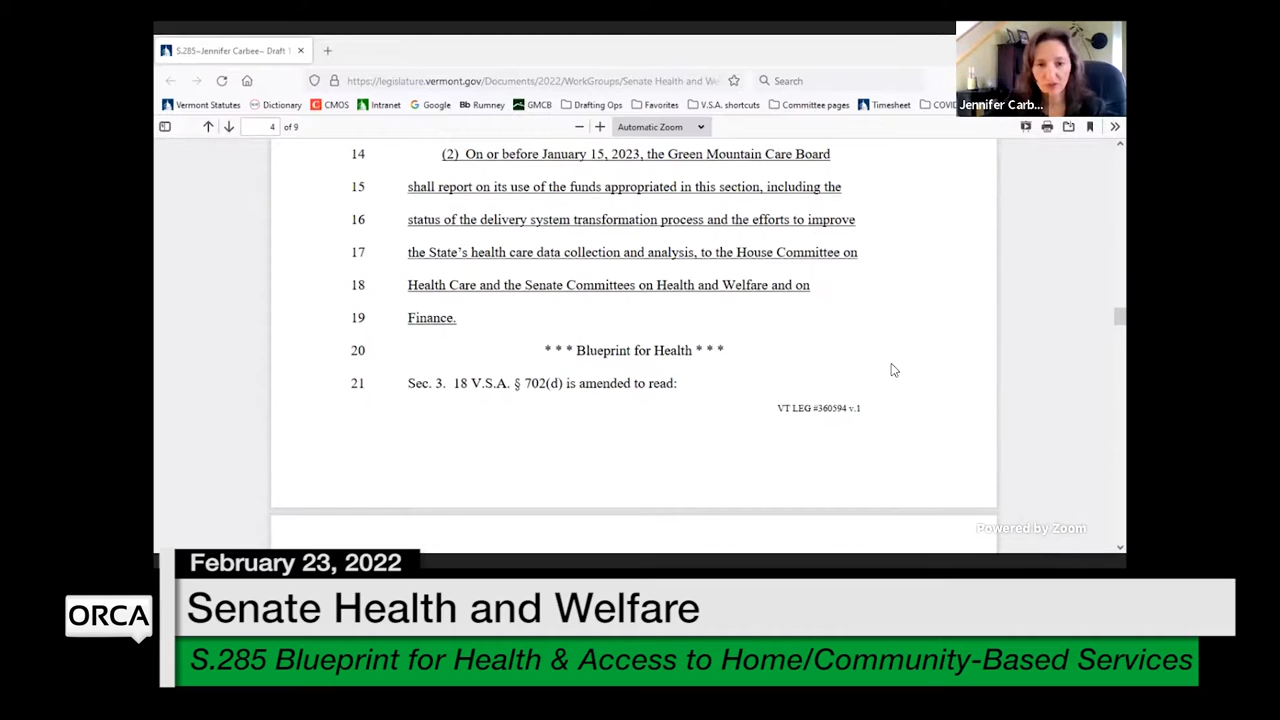 S.285~Jennifer Carbee~ Draft 1
https://legislature.vermont.gov/Documents/2022/WorkGroups/Senate Health and We
Search
Jennifer Carb...
Vermont Statutes
Dictionary
CMOS
Intranet
Google
Bb Rumney
GMCB
Drafting Ops
Favorites
V.S.A. shortcuts
Committee pages
Timesheet
COVI
4 of 9
Automatic Zoom
14 (2) On or before January 15, 2023, the Green Mountain Care Board
15 shall report on its use of the funds appropriated in this section, including the
16 status of the delivery system transformation process and the efforts to improve
17 the State's health care data collection and analysis, to the House Committee on
18 Health Care and the Senate Committees on Health and Welfare and on
19 Finance.
20 * * * Blueprint for Health * * *
21 Sec. 3. 18 V.S.A. § 702(d) is amended to read:
VT LEG #360594 v.1
Powered by Zoom
February 23, 2022
ORCA
Senate Health and Welfare
S.285 Blueprint for Health & Access to Home/Community-Based Services